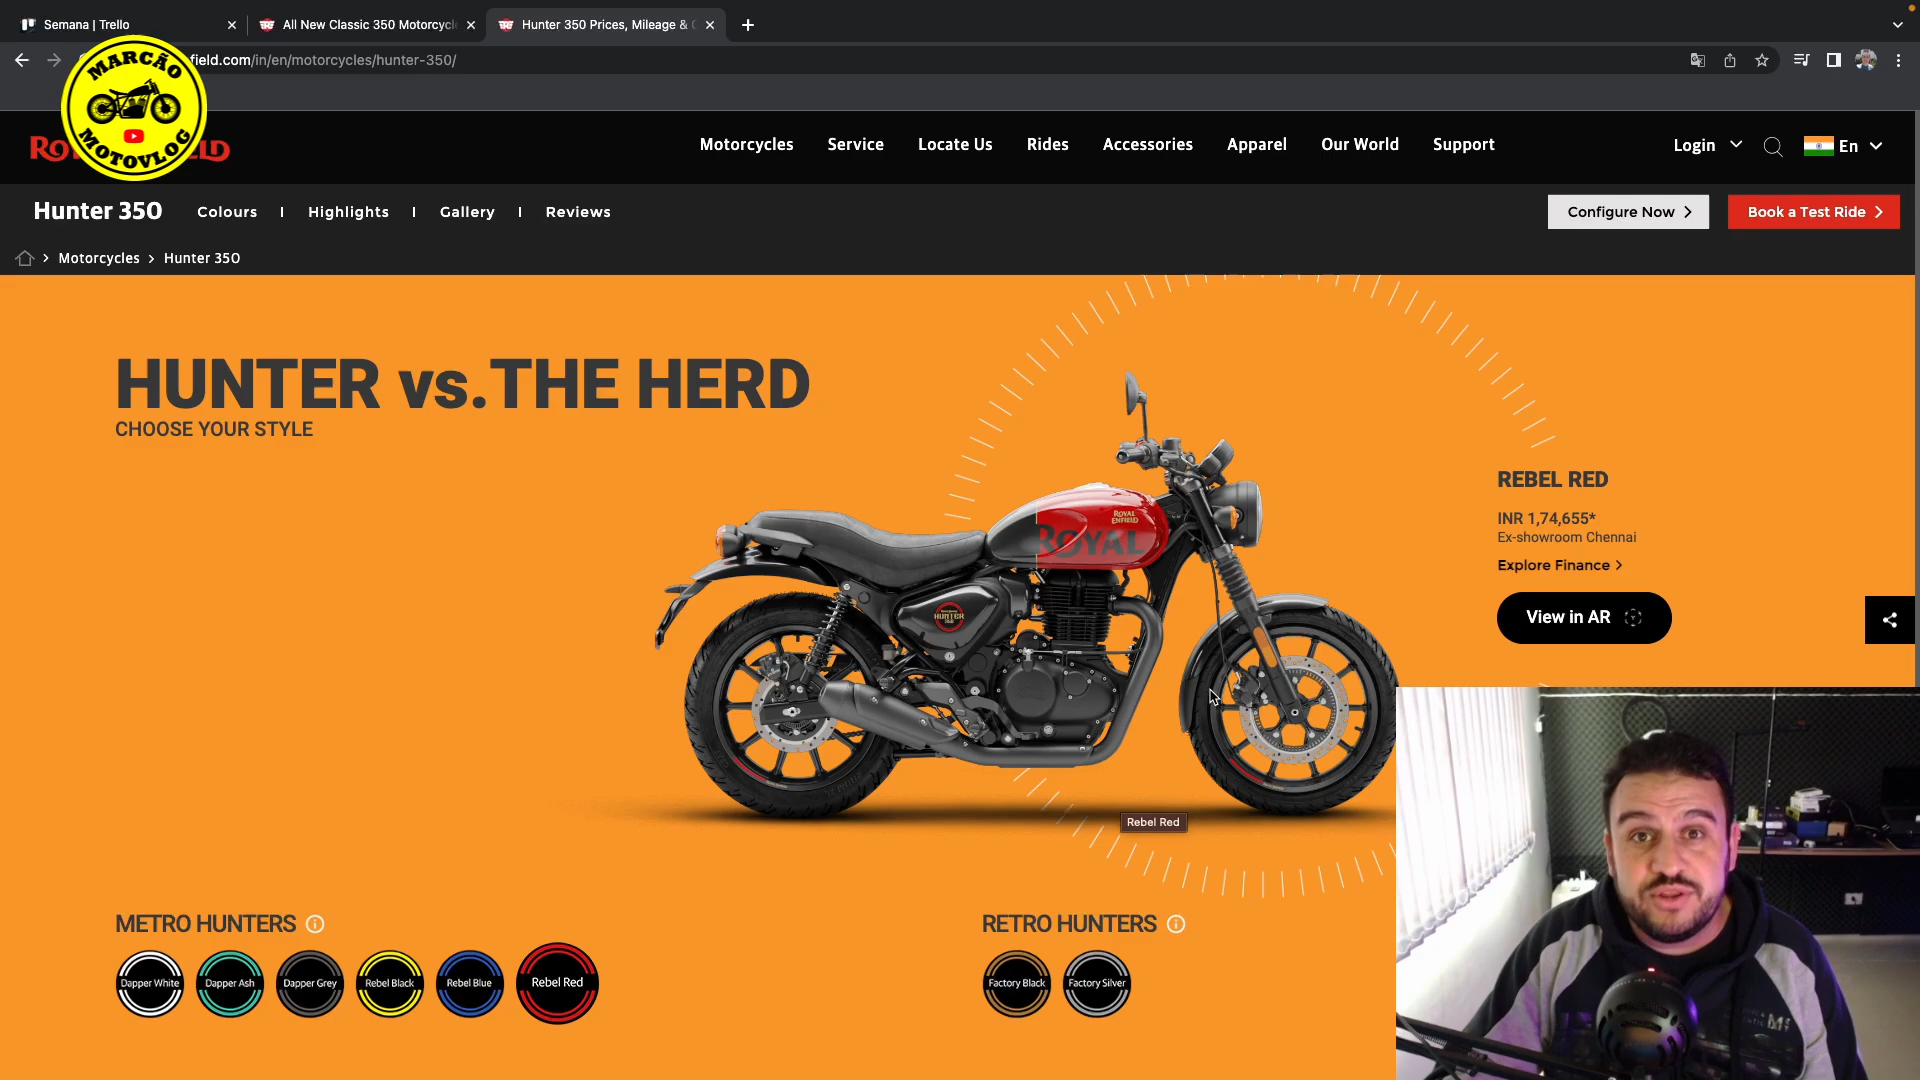 Semana | Trello
All New Classic 350 Motorcycl
Hunter 350 Prices, Mileage & C
MARCÃO
MOTOVLOG
field.com/in/en/motorcycles/hunter-350/
Motorcycles
Service
Locate Us
Rides
Accessories
Apparel
Our World
Support
Login
En
Hunter 350
Colours
Highlights
Gallery
Reviews
Configure Now
Book a Test Ride
Motorcycles
Hunter 350
HUNTER vs.THE HERD
CHOOSE YOUR STYLE
ROYAL
ENFIELD
ROYAL
HUNTER
350
REBEL RED
INR 1,74,655*
Ex-showroom Chennai
Explore Finance
View in AR
Rebel Red
METRO HUNTERS
Dapper White
Dapper Ash
Dapper Grey
Rebel Black
Rebel Blue
Rebel Red
RETRO HUNTERS
Factory Black
Factory Silver